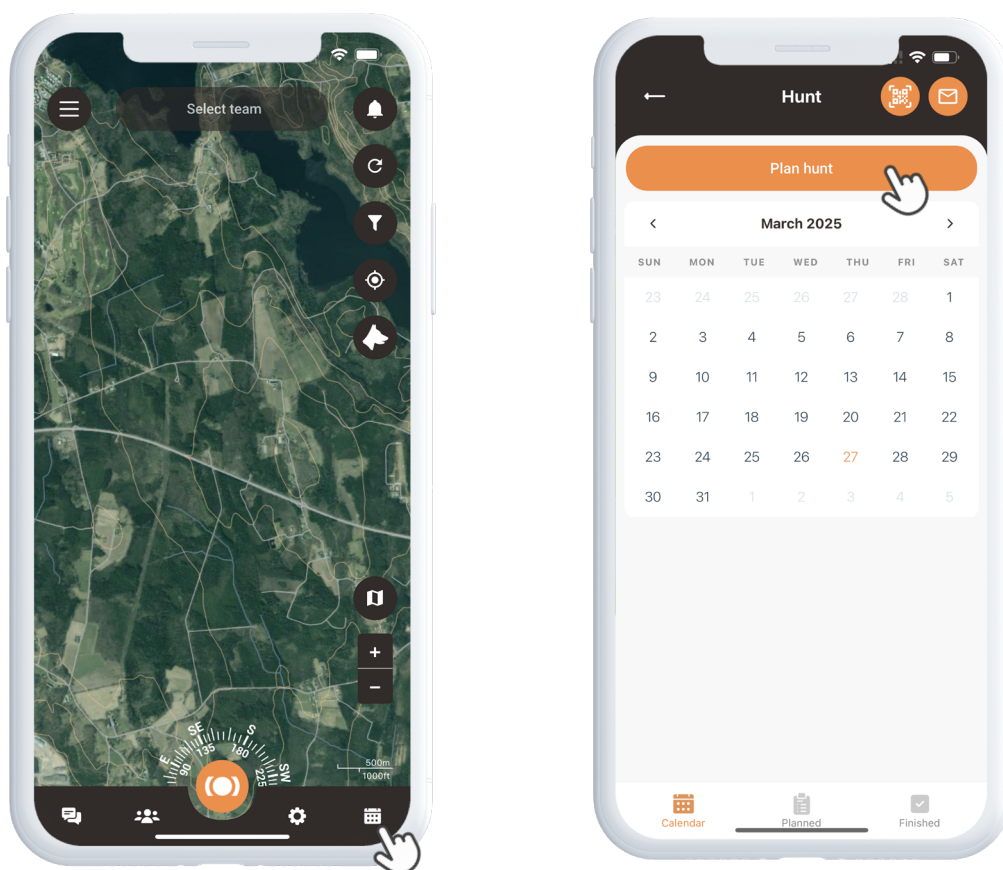 Select team
SE
S
E
135
180
SW
90
225
500m
1000ft
Hunt
Plan hunt
March 2025
SUN MON TUE WED THU FRI SAT
23 24 25 26 27 28 1
2 3 4 5 6 7 8
9 10 11 12 13 14 15
16 17 18 19 20 21 22
23 24 25 26 27 28 29
30 31 1 2 3 4 5
Calendar Planned Finished